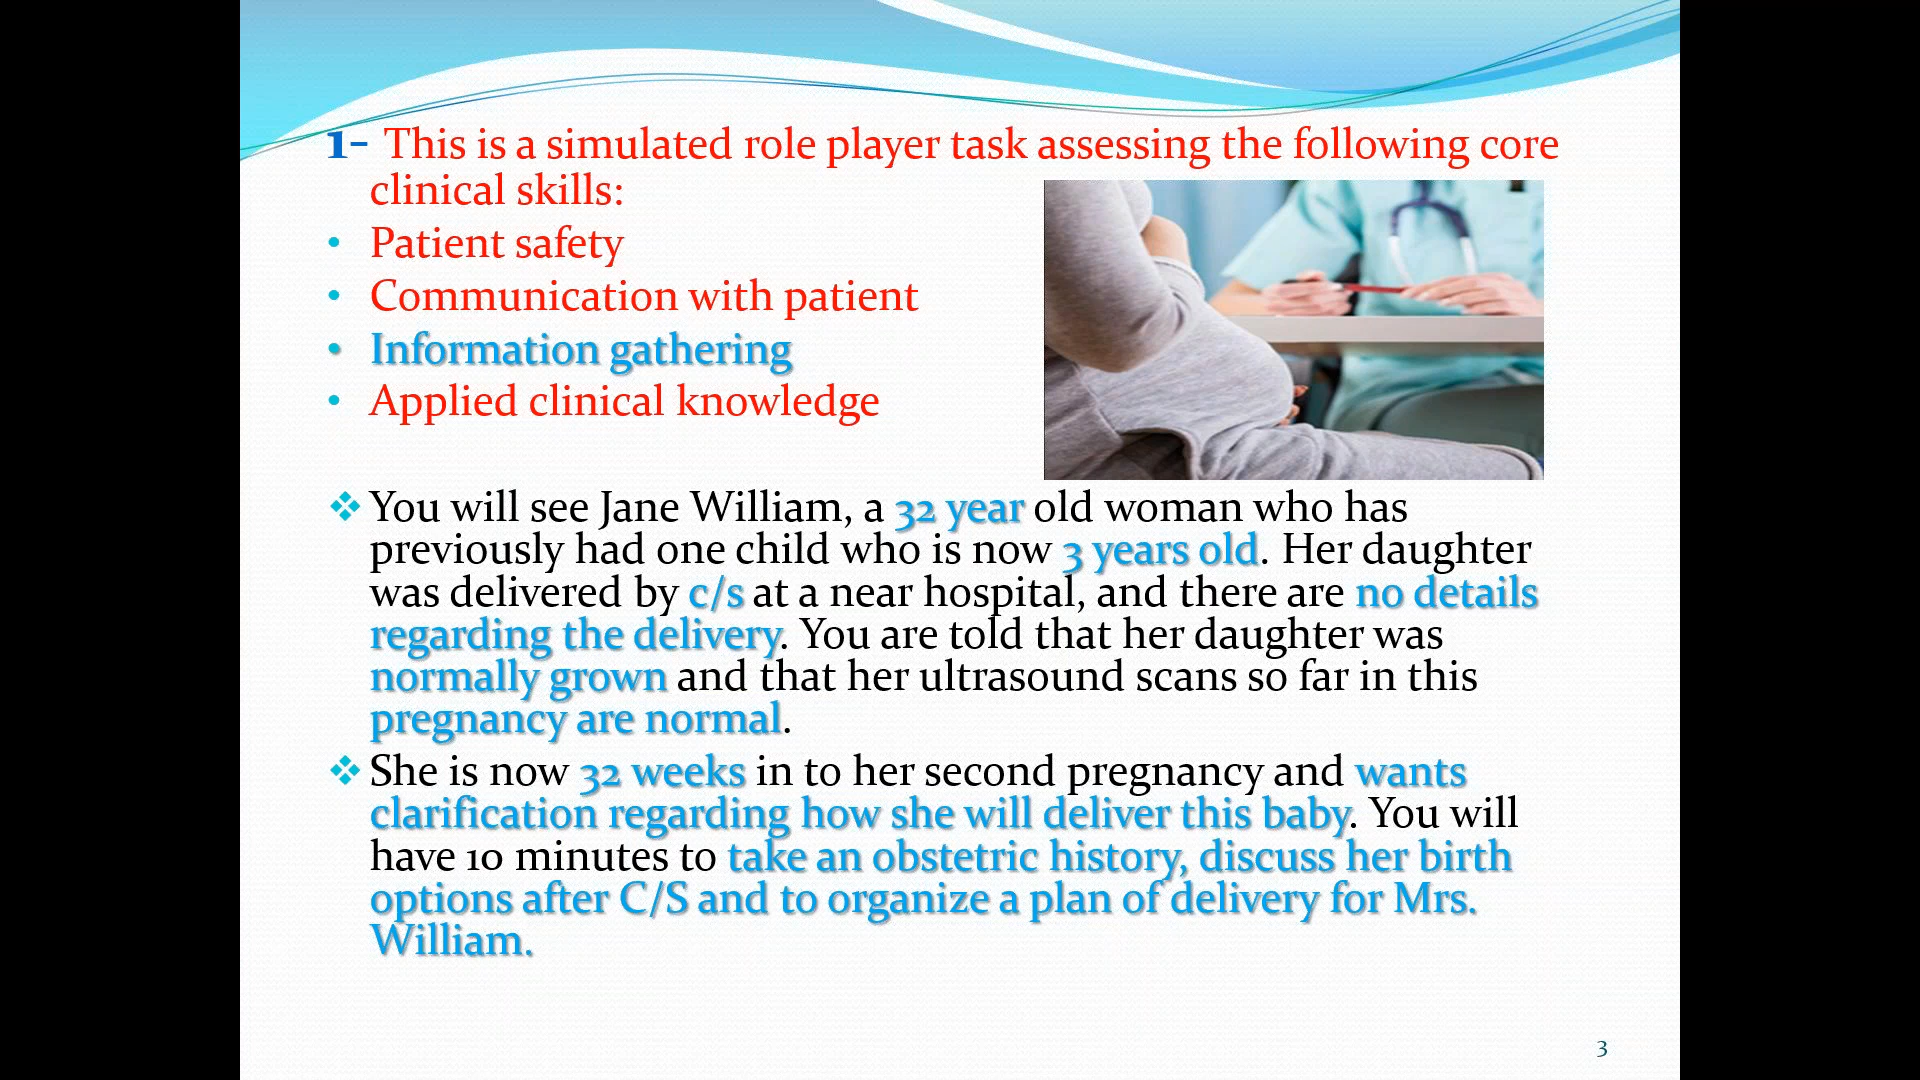 1- This is a simulated role player task assessing the following core
clinical skills:
• Patient safety
• Communication with patient
• Information gathering
• Applied clinical knowledge
❖ You will see Jane William, a 32 year old woman who has
previously had one child who is now 3 years old. Her daughter
was delivered by c/s at a near hospital, and there are no details
regarding the delivery. You are told that her daughter was
normally grown and that her ultrasound scans so far in this
pregnancy are normal.
❖ She is now 32 weeks in to her second pregnancy and wants
clarification regarding how she will deliver this baby. You will
have 10 minutes to take an obstetric history, discuss her birth
options after C/S and to organize a plan of delivery for Mrs.
William.
3